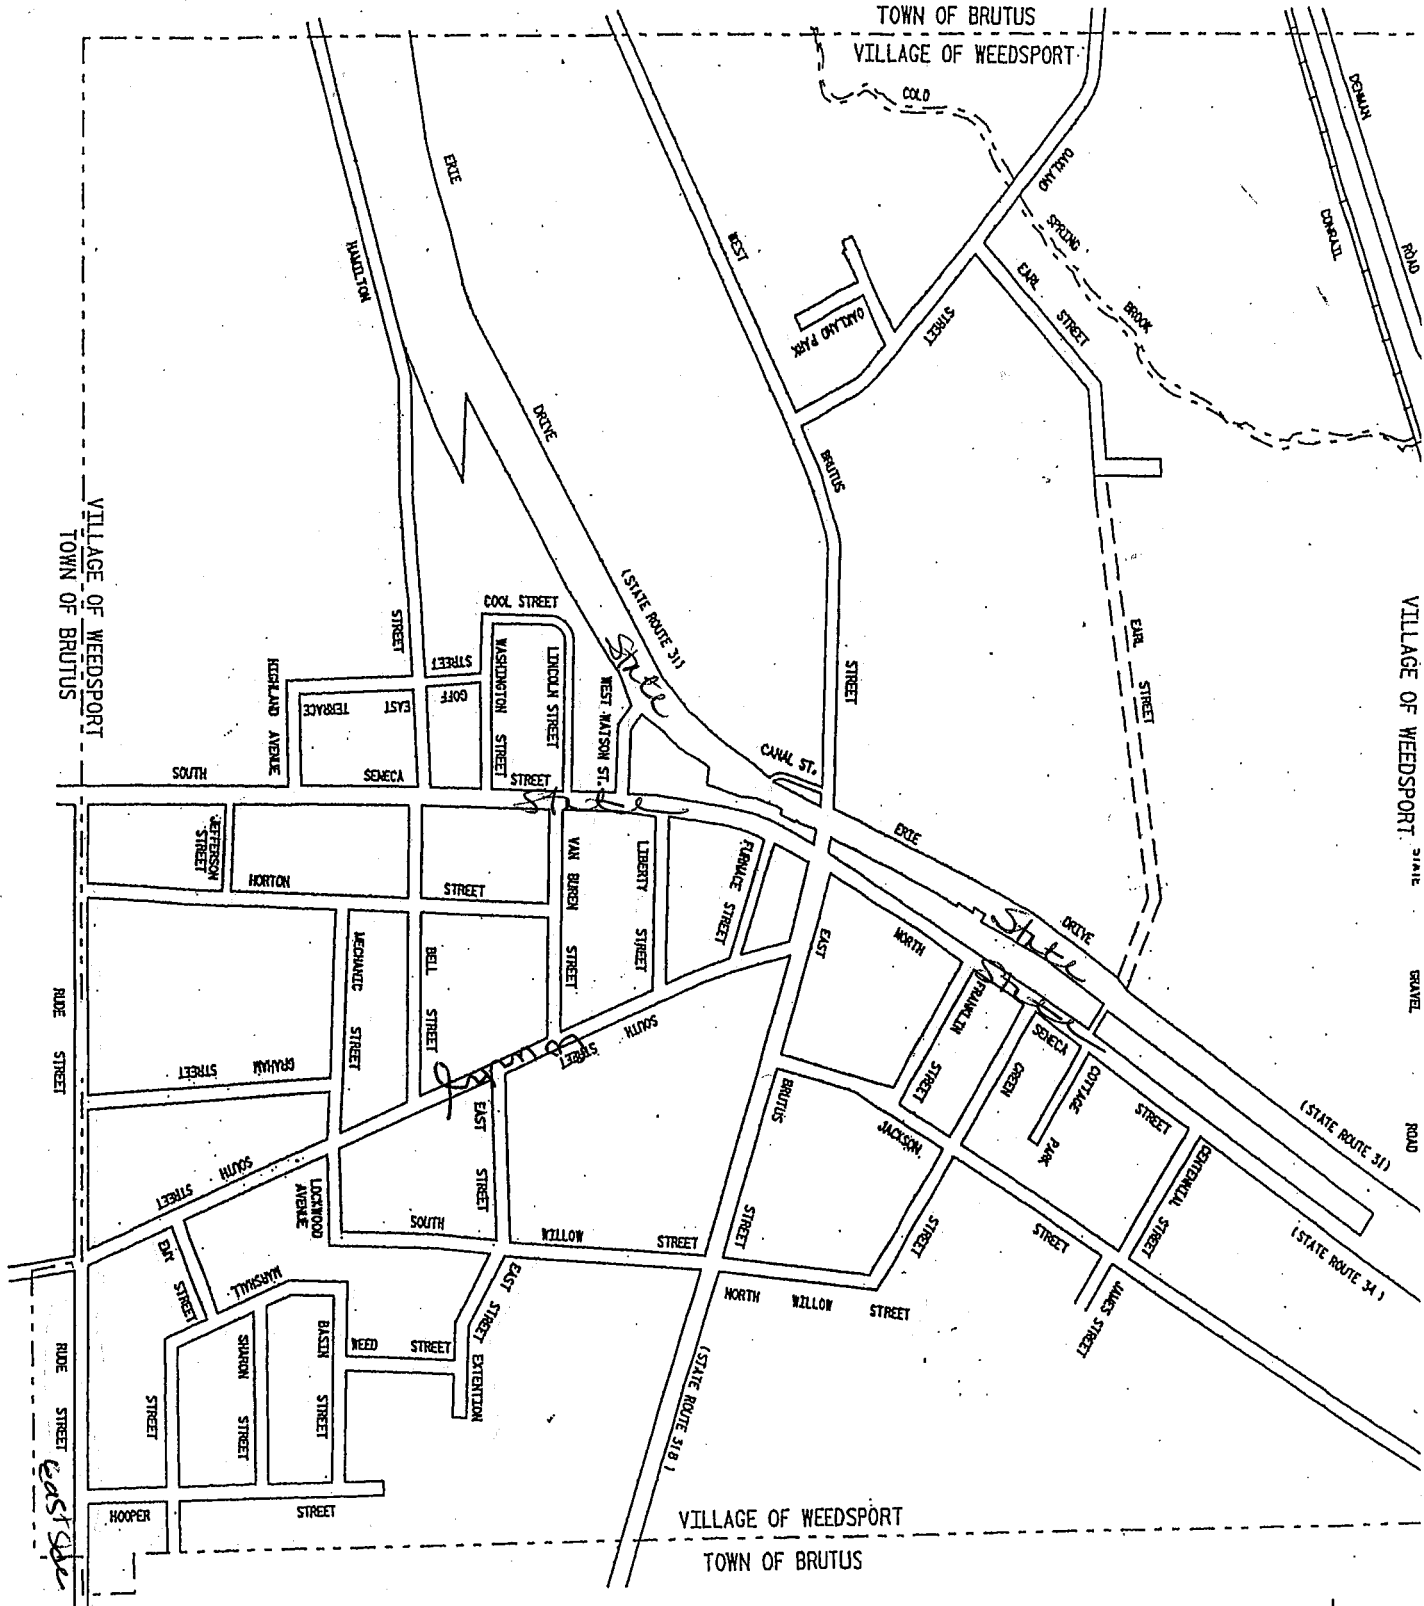 TOWN OF BRUTUS
VILLAGE OF WEEDSPORT
COLD
SPRING
BROOK
DENMAN
ROAD
CONRAIL
OAKLAND
STREET
EARL
STREET
OAKLAND PARK
ERIE
DRIVE
(STATE ROUTE 31)
HAMILTON
STREET
WEST
BRUTUS
STREET
EARL
STREET
VILLAGE OF WEEDSPORT
STATE
GRAVEL
ROAD
VILLAGE OF WEEDSPORT
TOWN OF BRUTUS
COOL STREET
State
GOFF
STREET
WASHINGTON STREET
LINCOLN STREET
WEST WATSON ST.
HIGHLAND AVENUE
EAST TERRACE
CANAL ST.
SOUTH
SENECA
STREET
State
JEFFERSON
STREET
HORTON
STREET
VAN BUREN STREET
LIBERTY STREET
FURNACE STREET
EAST
BRUTUS
STREET
ERIE
DRIVE
State
(STATE ROUTE 31)
NORTH
SENECA
STREET
State
(STATE ROUTE 34)
FRANKLIN
STREET
GREEN
STREET
COTTAGE
PARK
CENTENNIAL
STREET
JACKSON
STREET
JAMES STREET
MECHANIC STREET
BELL STREET
SOUTH
STREET
GRAHAM
STREET
RUDE STREET
EAST STREET
SOUTH
STREET
LOCKWOOD
AVENUE
SOUTH
WILLOW
STREET
NORTH WILLOW STREET
EMY STREET
MARSHALL
STREET
SHARON STREET
BASIN STREET
WEED STREET
EAST STREET EXTENTION
(STATE ROUTE 31B)
RUDE STREET
East Side
HOOPER
STREET
VILLAGE OF WEEDSPORT
TOWN OF BRUTUS